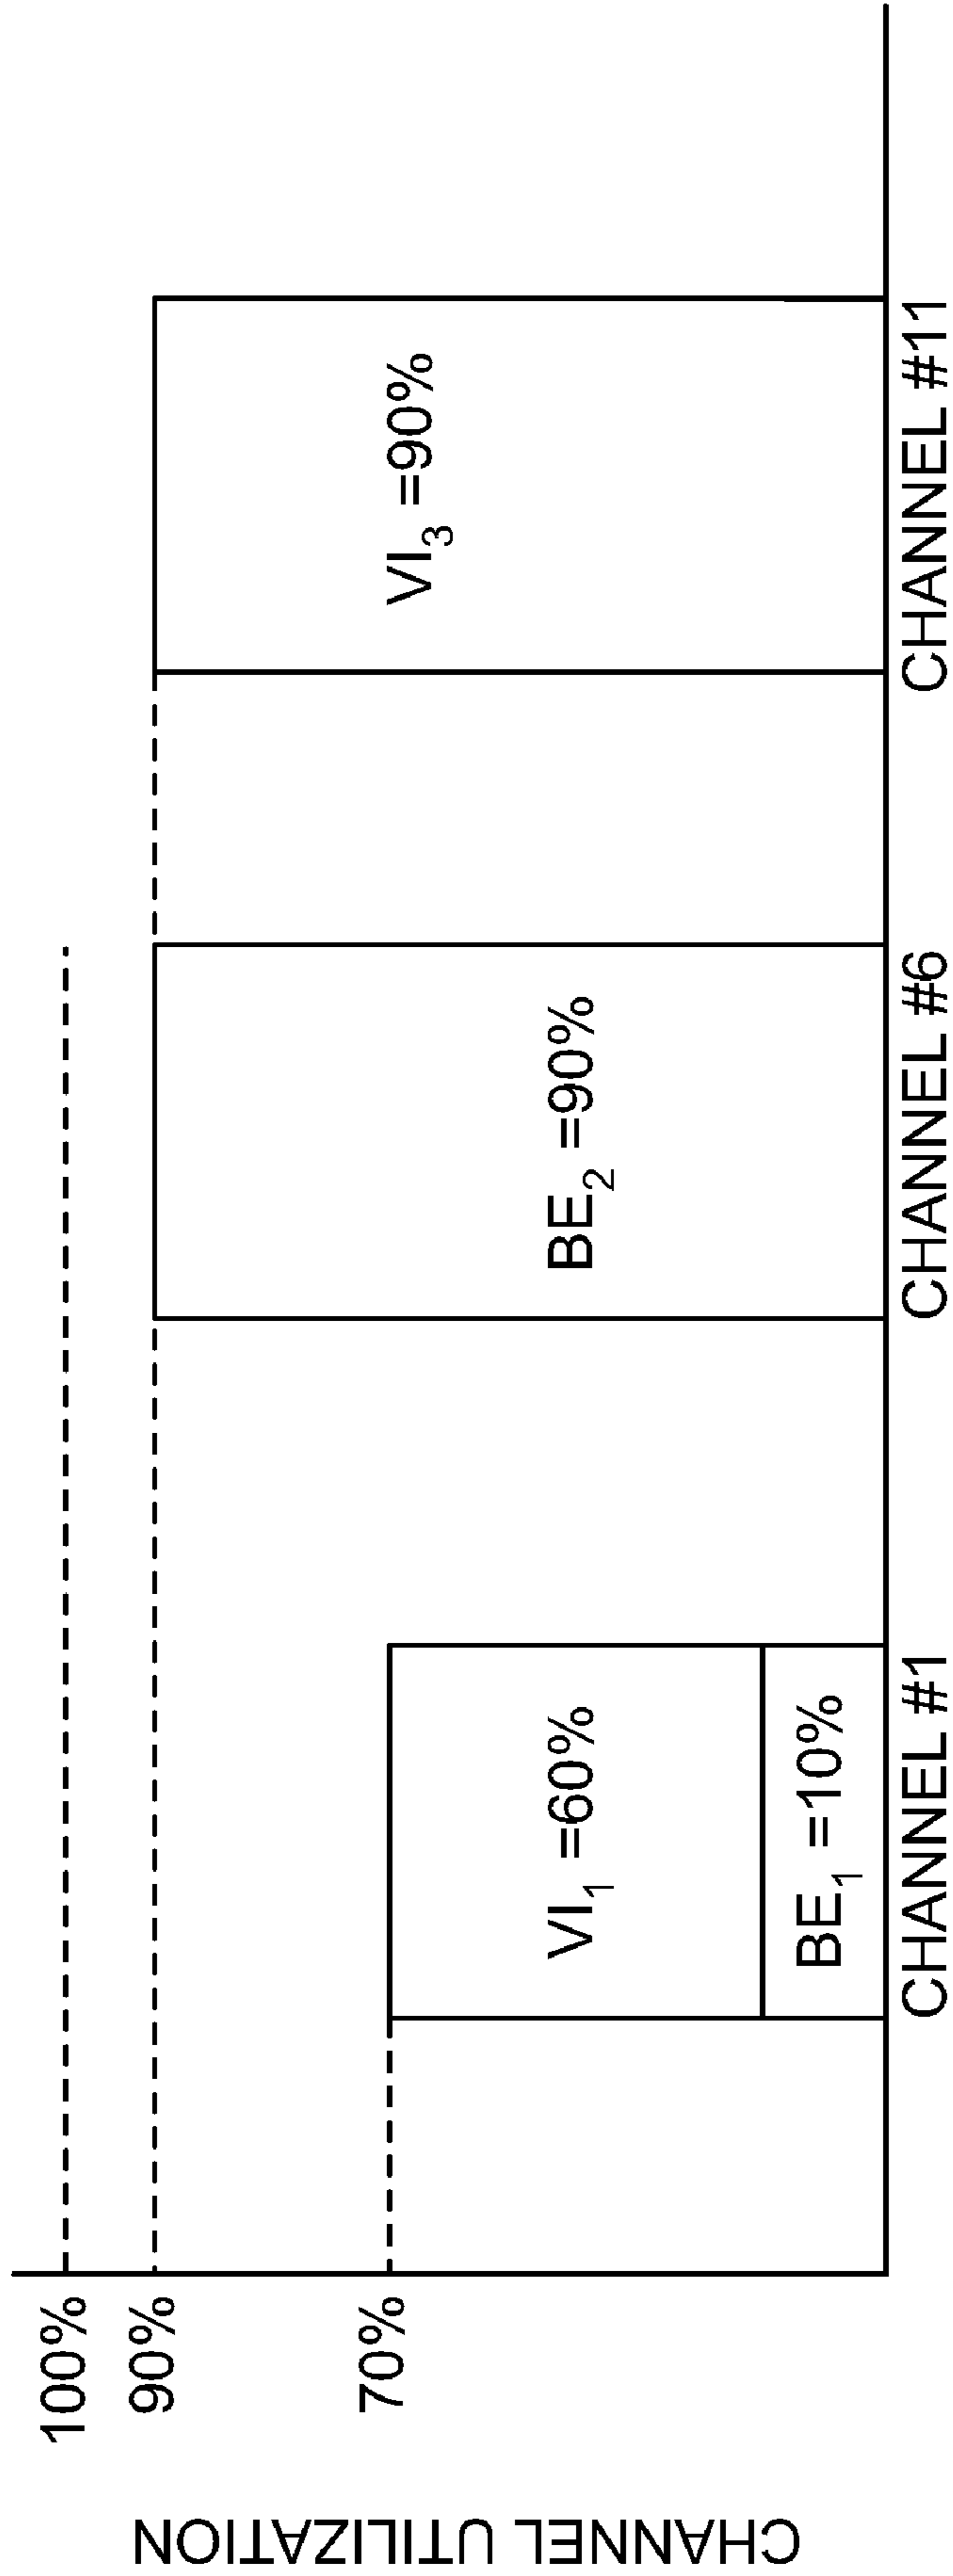 CHANNEL UTILIZATION
100%
90%
70%
VI1 =60%
BE1 =10%
BE2 =90%
VI3 =90%
CHANNEL #1
CHANNEL #6
CHANNEL #11